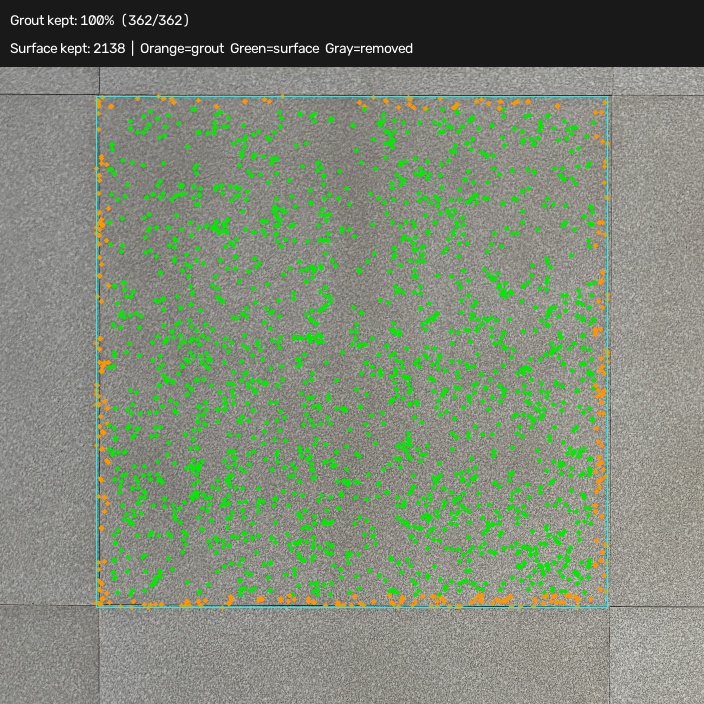 Grout kept: 100% (362/362)
Surface kept: 2138 | Orange=grout Green=surface Gray=removed